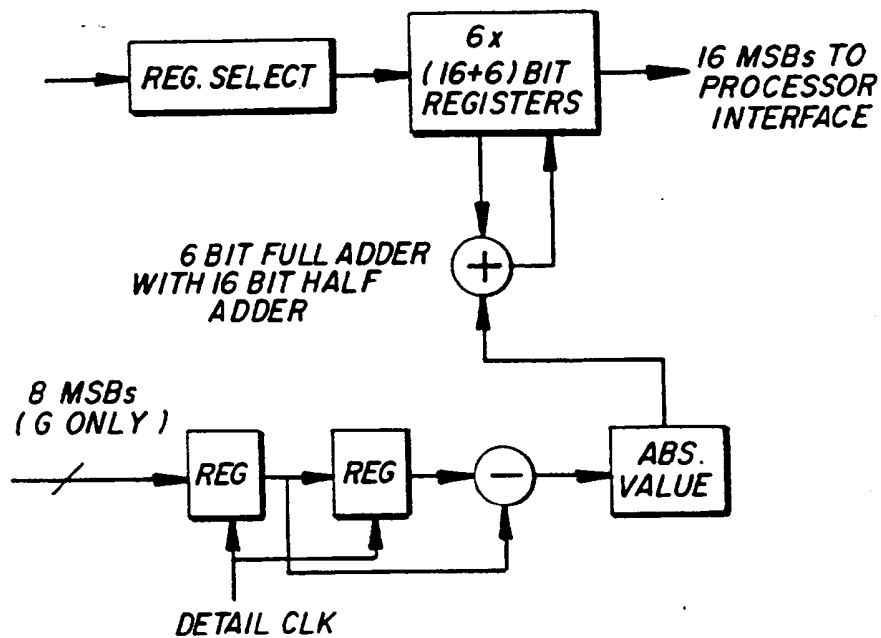 REG. SELECT
6x
(16+6) BIT
REGISTERS
16 MSBs TO
PROCESSOR
INTERFACE
6 BIT FULL ADDER
WITH 16 BIT HALF
ADDER
+
8 MSBs
(G ONLY)
REG
REG
−
ABS.
VALUE
DETAIL CLK